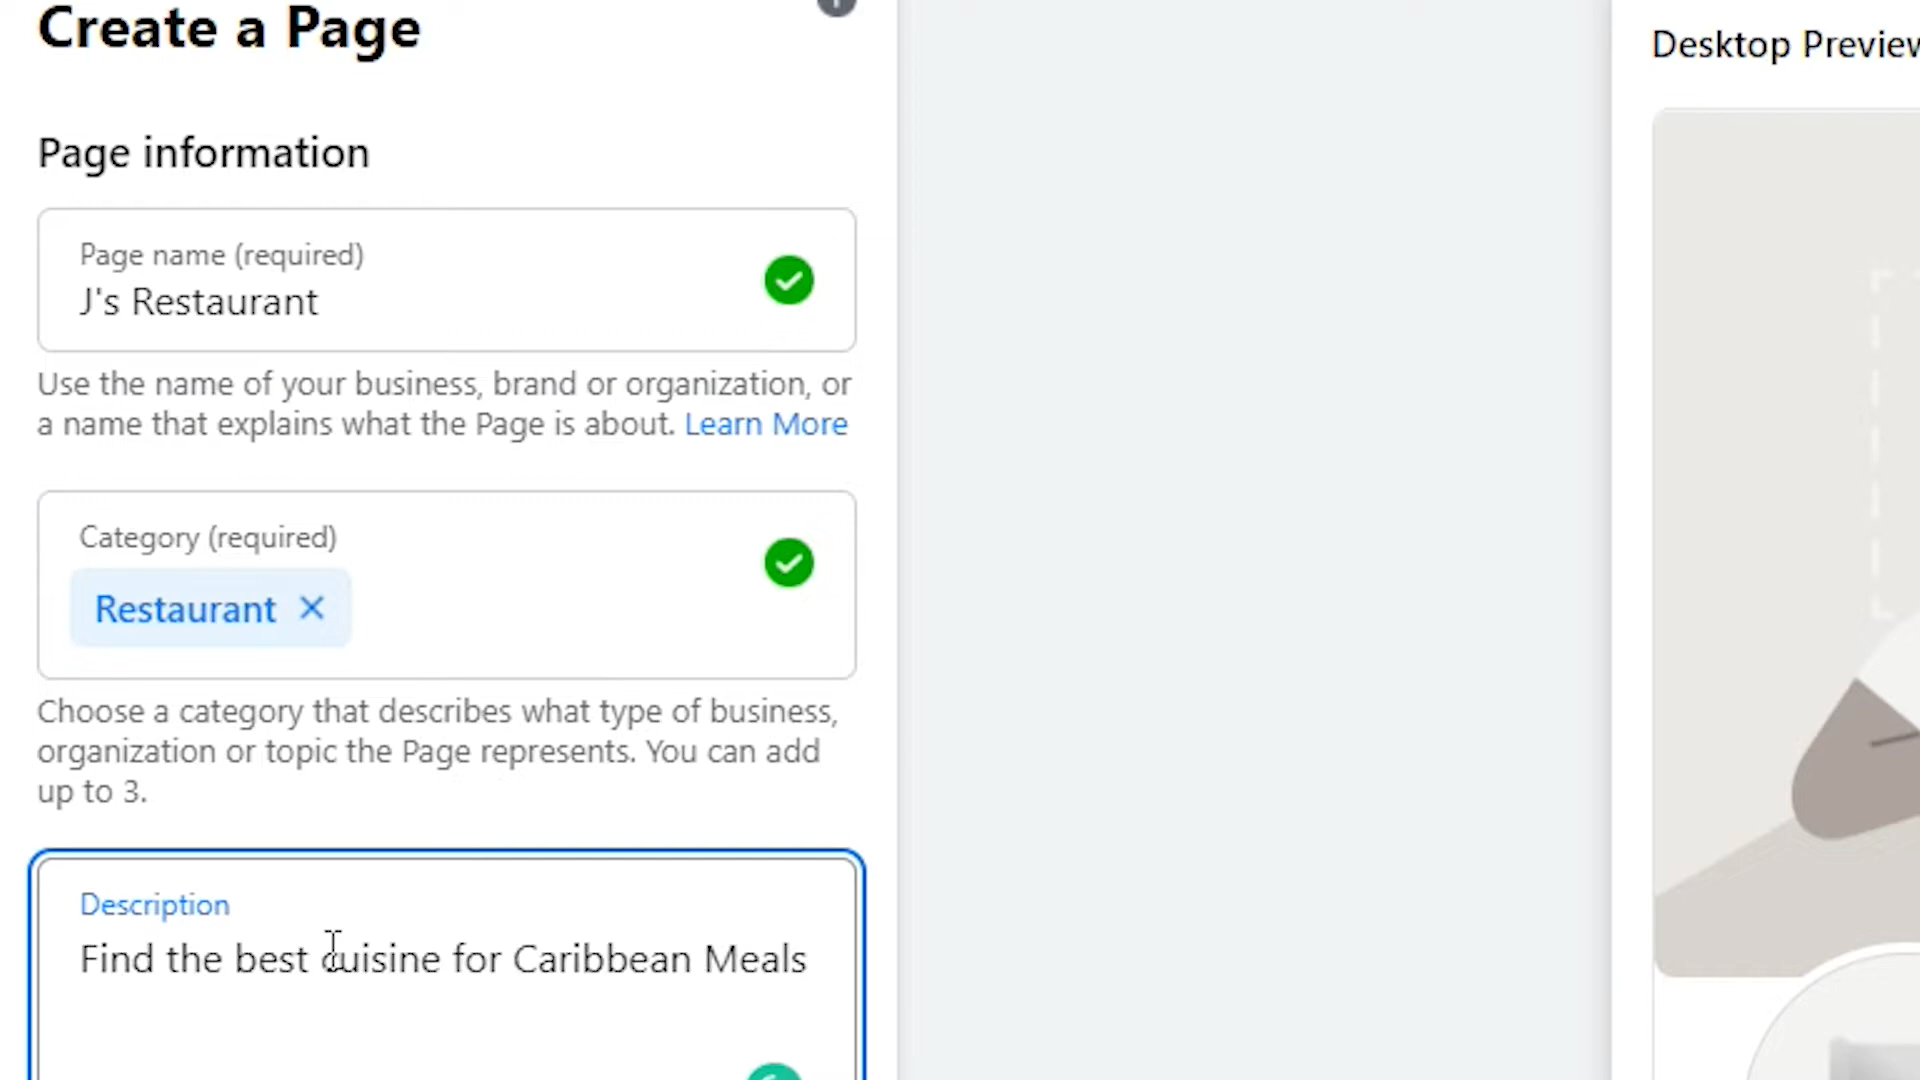 Create a Page
Desktop Preview
Page information
Page name (required)
J's Restaurant
Use the name of your business, brand or organization, or
a name that explains what the Page is about. Learn More
Category (required)
Restaurant
Choose a category that describes what type of business,
organization or topic the Page represents. You can add
up to 3.
Description
Find the best cuisine for Caribbean Meals